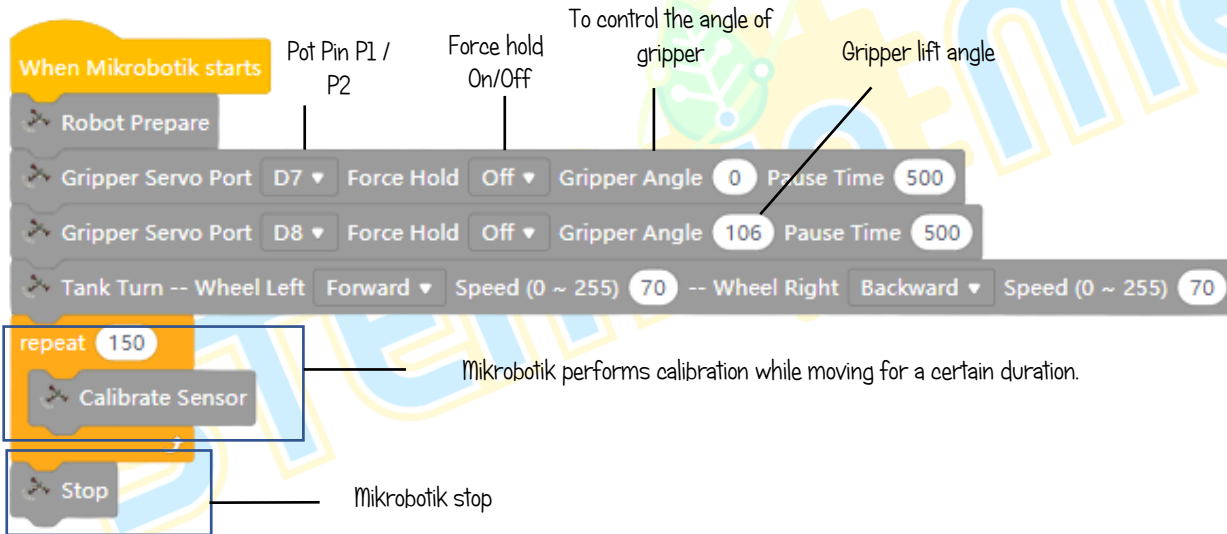 To control the angle of
gripper
Pot Pin P1 /
P2
Force hold
On/Off
Gripper lift angle
When Mikrobotik starts
Robot Prepare
Gripper Servo Port D7 Force Hold Off Gripper Angle 0 Pause Time 500
Gripper Servo Port D8 Force Hold Off Gripper Angle 106 Pause Time 500
Tank Turn -- Wheel Left Forward Speed (0 ~ 255) 70 -- Wheel Right Backward Speed (0 ~ 255) 70
repeat 150
Calibrate Sensor
Mikrobotik performs calibration while moving for a certain duration.
Stop
Mikrobotik stop